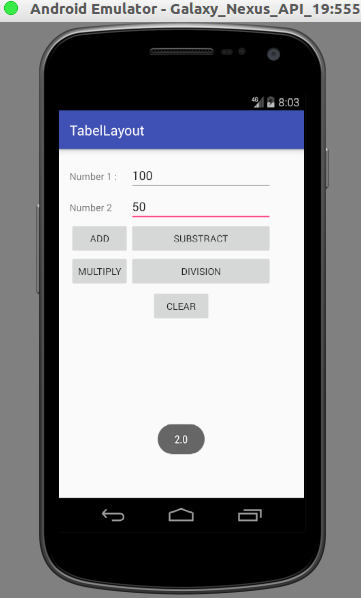 Android Emulator - Galaxy_Nexus_API_19:555
4G 8:03
TabelLayout
Number 1 : 100
Number 2 50
ADD SUBSTRACT
MULTIPLY DIVISION
CLEAR
2.0